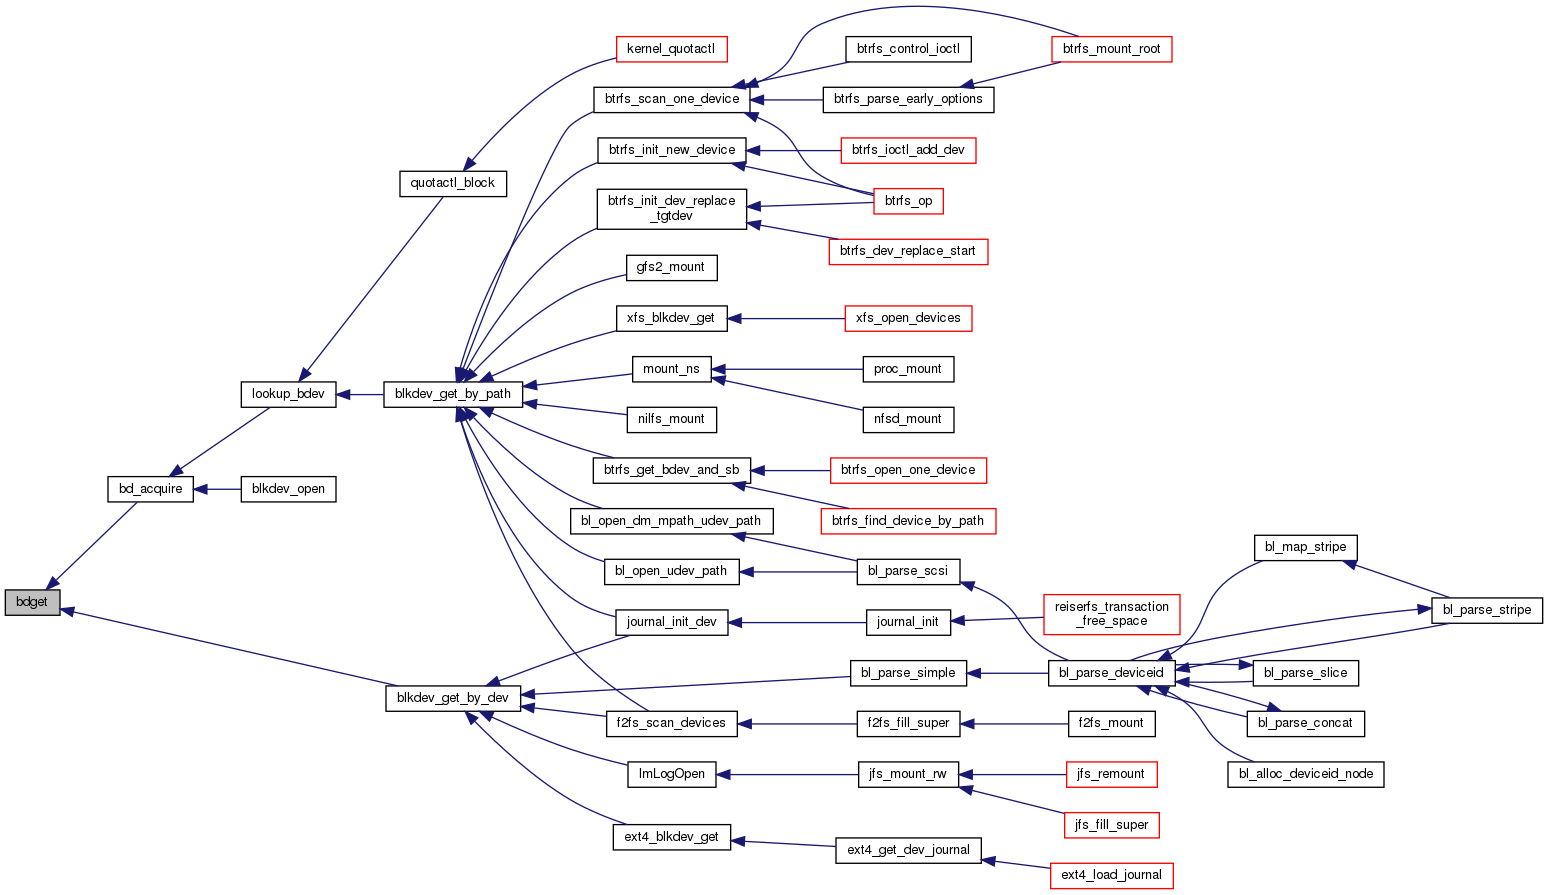 kernel_quotactl
btrfs_control_ioctl
btrfs_mount_root
btrfs_scan_one_device
btrfs_parse_early_options
btrfs_init_new_device
btrfs_ioctl_add_dev
quotactl_block
btrfs_init_dev_replace
_tgtdev
btrfs_op
btrfs_dev_replace_start
gfs2_mount
xfs_blkdev_get
xfs_open_devices
mount_ns
proc_mount
lookup_bdev
blkdev_get_by_path
nilfs_mount
nfsd_mount
btrfs_get_bdev_and_sb
btrfs_open_one_device
bd_acquire
blkdev_open
bl_open_dm_mpath_udev_path
btrfs_find_device_by_path
bl_map_stripe
bl_open_udev_path
bl_parse_scsi
bdget
journal_init_dev
journal_init
reiserfs_transaction
_free_space
bl_parse_stripe
bl_parse_simple
bl_parse_deviceid
bl_parse_slice
blkdev_get_by_dev
f2fs_scan_devices
f2fs_fill_super
f2fs_mount
bl_parse_concat
lmLogOpen
jfs_mount_rw
jfs_remount
bl_alloc_deviceid_node
jfs_fill_super
ext4_blkdev_get
ext4_get_dev_journal
ext4_load_journal